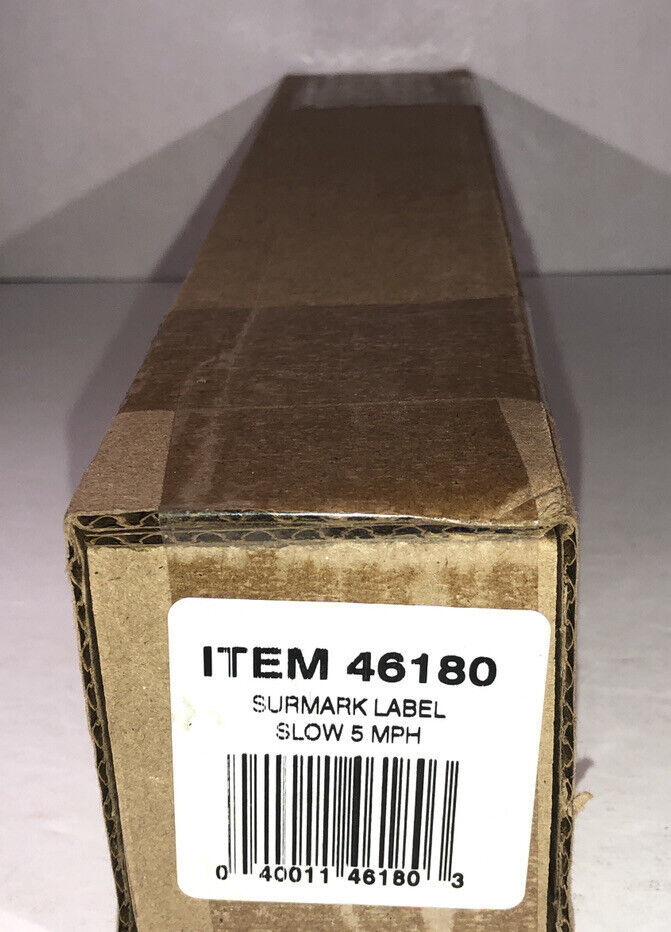 ITEM 46180
SURMARK LABEL
SLOW 5 MPH
0 40011 46180 3